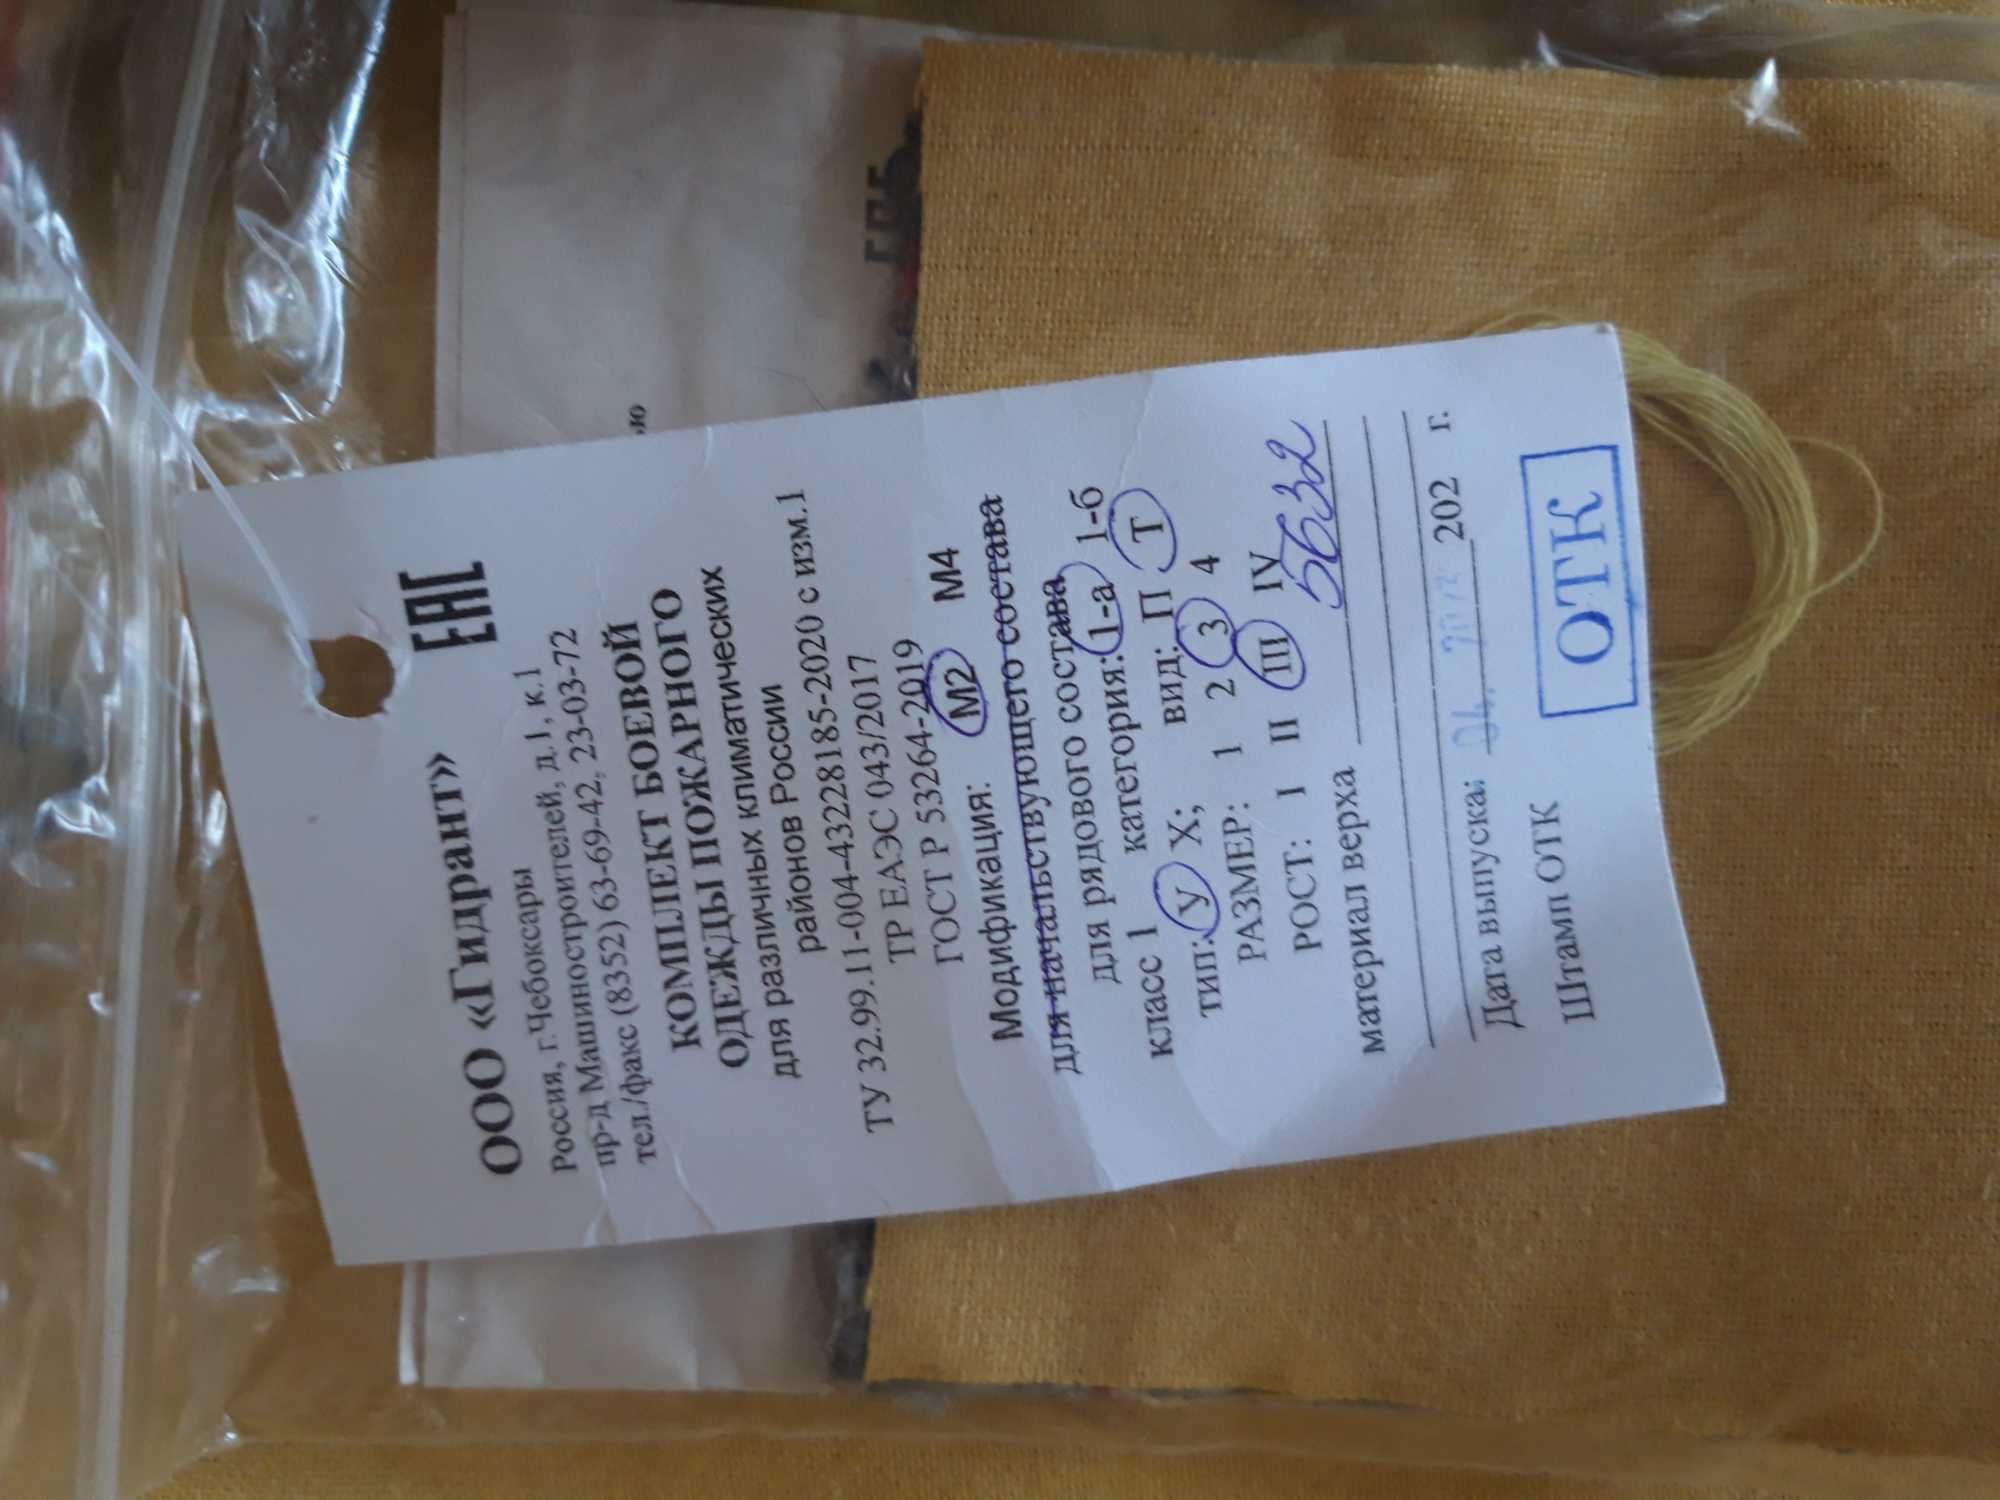 ЕАС
ООО «Гидрант»
Россия, г.Чебоксары
пр-д Машиностроителей, д.1, к.1
тел./факс (8352) 63-69-42, 23-03-72
КОМПЛЕКТ БОЕВОЙ
ОДЕЖДЫ ПОЖАРНОГО
для различных климатических
районов России
ТУ 32.99.11-004-43228185-2020 с изм.1
ТР ЕАЭС 043/2017
ГОСТ Р 53264-2019
Модификация: М2 М4
для начальствующего состава
для рядового состава
класс 1 категория: 1-а 1-б
тип: У Х; вид: П Т
РАЗМЕР: 1 2 3 4
РОСТ: I II III IV
материал верха 5632
Дата выпуска: 202 г.
Штамп ОТК ОТК
ью